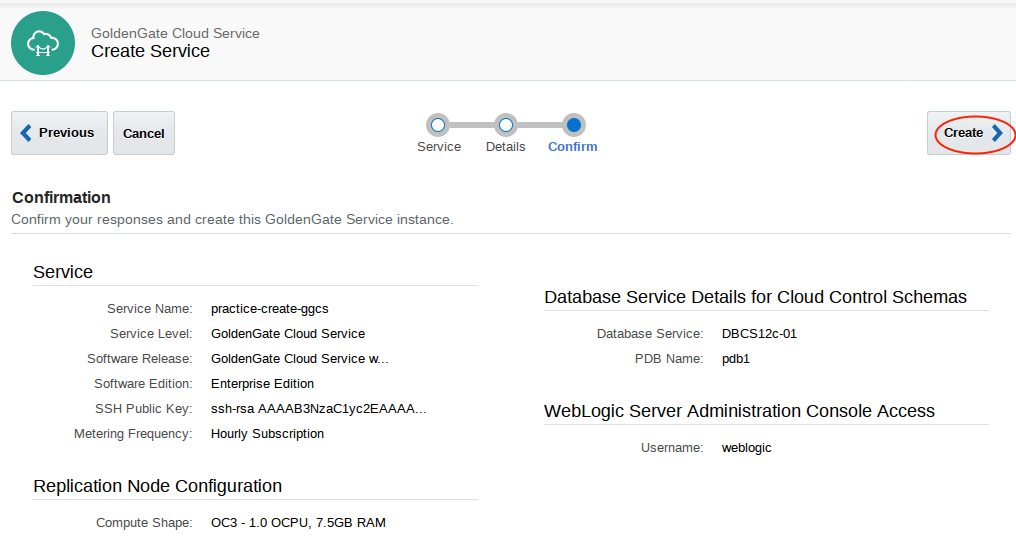 GoldenGate Cloud Service
Create Service
Previous
Cancel
Service
Details
Confirm
Create
Confirmation
Confirm your responses and create this GoldenGate Service instance.
Service
Service Name: practice-create-ggcs
Service Level: GoldenGate Cloud Service
Software Release: GoldenGate Cloud Service w...
Software Edition: Enterprise Edition
SSH Public Key: ssh-rsa AAAAB3NzaC1yc2EAAAA...
Metering Frequency: Hourly Subscription
Replication Node Configuration
Compute Shape: OC3 - 1.0 OCPU, 7.5GB RAM
Database Service Details for Cloud Control Schemas
Database Service: DBCS12c-01
PDB Name: pdb1
WebLogic Server Administration Console Access
Username: weblogic